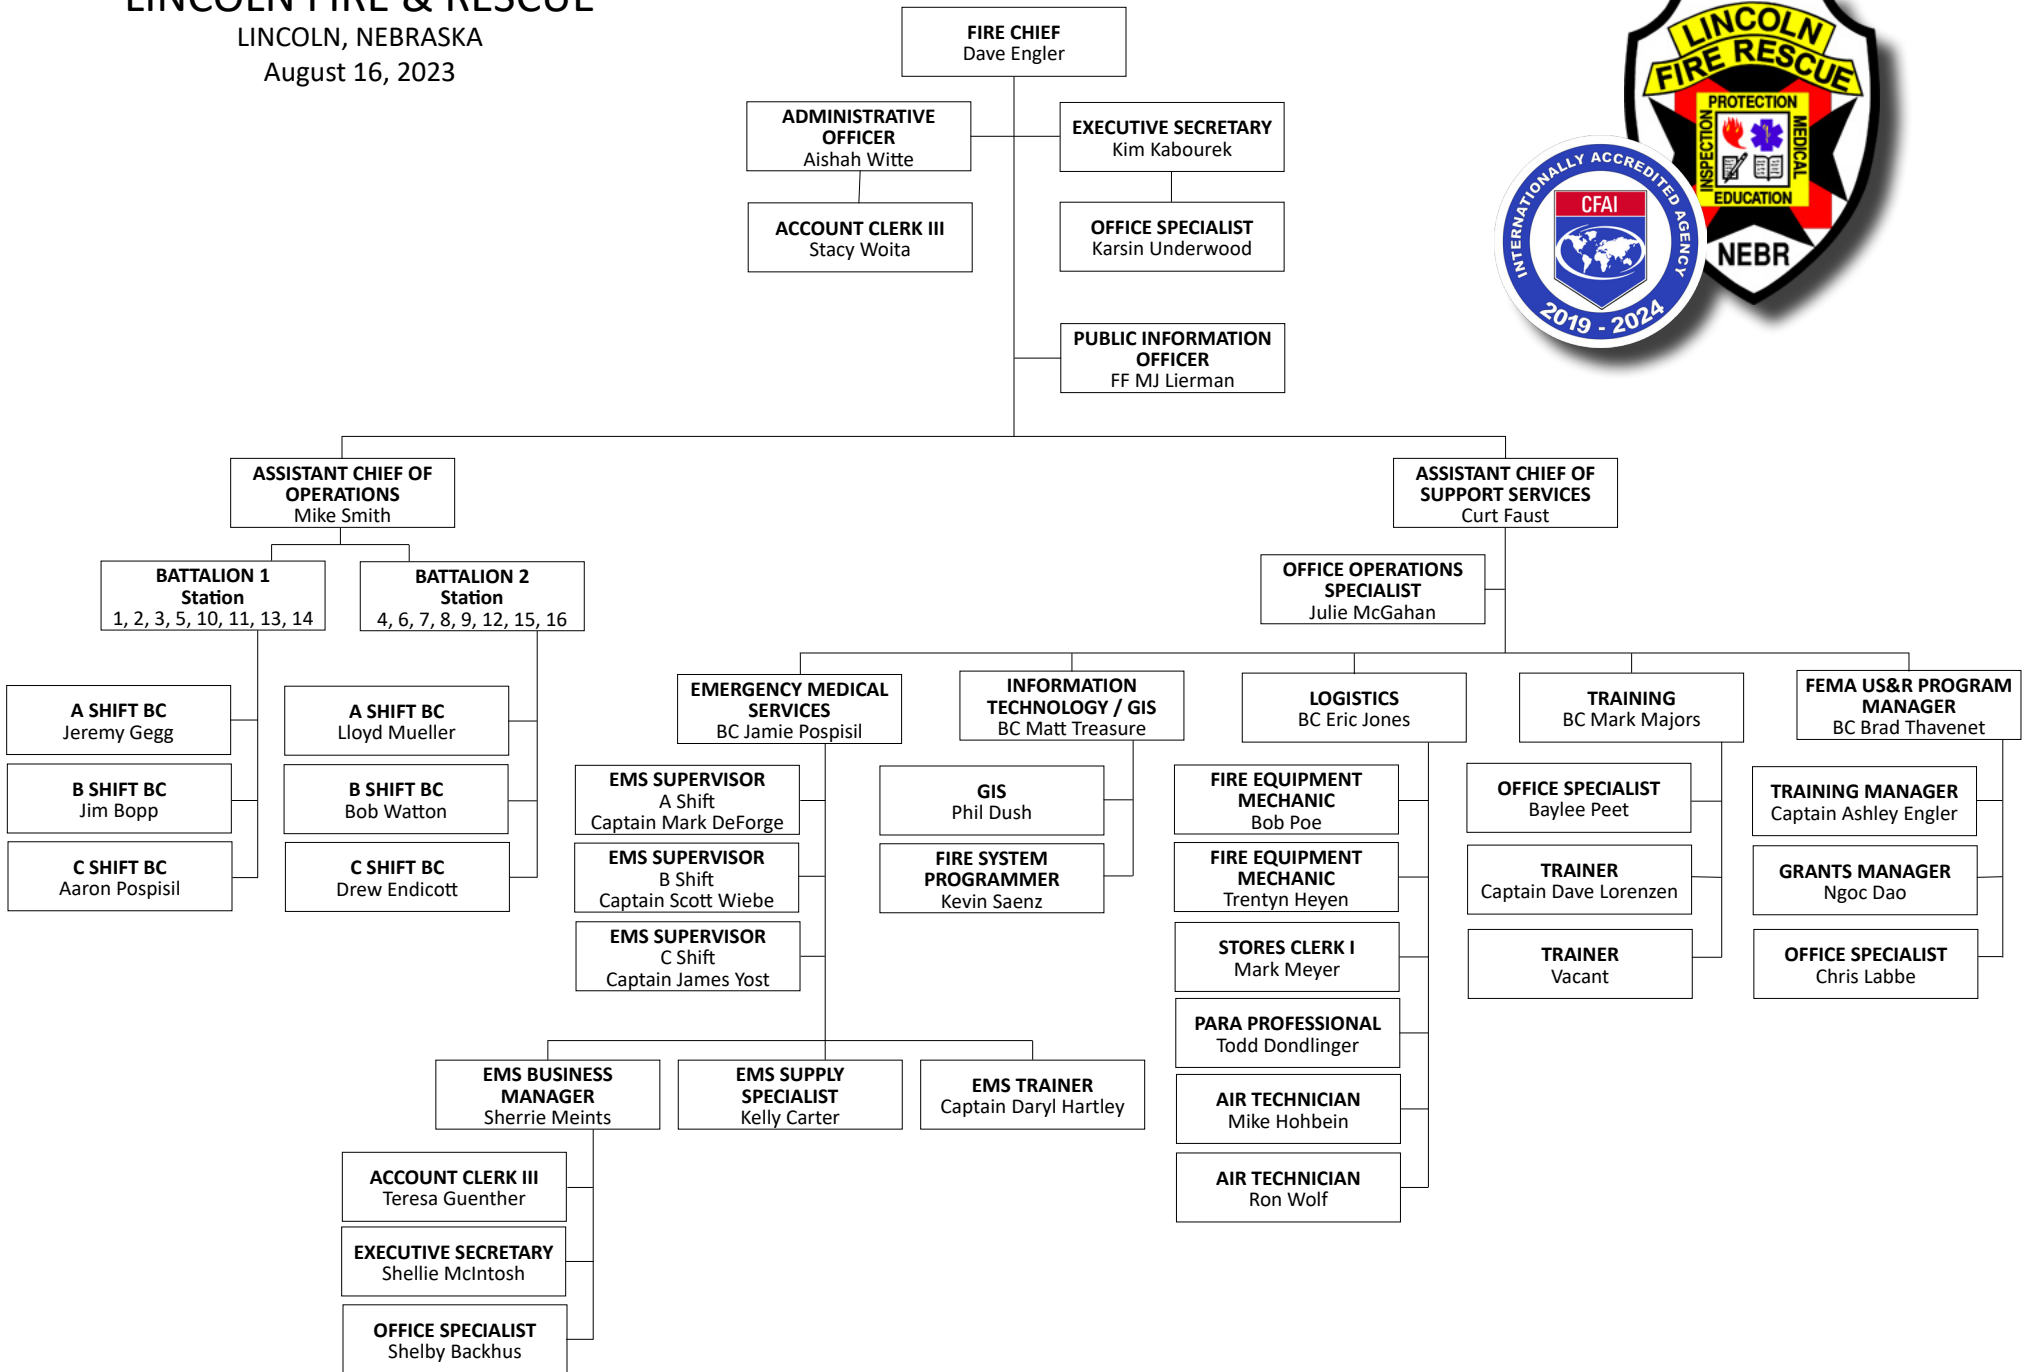 LINCOLN FIRE & RESCUE
LINCOLN, NEBRASKA
August 16, 2023
FIRE CHIEF
Dave Engler
ADMINISTRATIVE
OFFICER
Aishah Witte
EXECUTIVE SECRETARY
Kim Kabourek
ACCOUNT CLERK III
Stacy Woita
OFFICE SPECIALIST
Karsin Underwood
PUBLIC INFORMATION
OFFICER
FF MJ Lierman
LINCOLN
FIRE RESCUE
PROTECTION
INSPECTION
MEDICAL
EDUCATION
NEBR
INTERNATIONALLY ACCREDITED AGENCY
CFAI
2019 - 2024
ASSISTANT CHIEF OF
OPERATIONS
Mike Smith
ASSISTANT CHIEF OF
SUPPORT SERVICES
Curt Faust
BATTALION 1
Station
1, 2, 3, 5, 10, 11, 13, 14
BATTALION 2
Station
4, 6, 7, 8, 9, 12, 15, 16
OFFICE OPERATIONS
SPECIALIST
Julie McGahan
A SHIFT BC
Jeremy Gegg
B SHIFT BC
Jim Bopp
C SHIFT BC
Aaron Pospisil
A SHIFT BC
Lloyd Mueller
B SHIFT BC
Bob Watton
C SHIFT BC
Drew Endicott
EMERGENCY MEDICAL
SERVICES
BC Jamie Pospisil
EMS SUPERVISOR
A Shift
Captain Mark DeForge
EMS SUPERVISOR
B Shift
Captain Scott Wiebe
EMS SUPERVISOR
C Shift
Captain James Yost
INFORMATION
TECHNOLOGY / GIS
BC Matt Treasure
GIS
Phil Dush
FIRE SYSTEM
PROGRAMMER
Kevin Saenz
LOGISTICS
BC Eric Jones
FIRE EQUIPMENT
MECHANIC
Bob Poe
FIRE EQUIPMENT
MECHANIC
Trentyn Heyen
STORES CLERK I
Mark Meyer
PARA PROFESSIONAL
Todd Dondlinger
AIR TECHNICIAN
Mike Hohbein
AIR TECHNICIAN
Ron Wolf
TRAINING
BC Mark Majors
OFFICE SPECIALIST
Baylee Peet
TRAINER
Captain Dave Lorenzen
TRAINER
Vacant
FEMA US&R PROGRAM
MANAGER
BC Brad Thavenet
TRAINING MANAGER
Captain Ashley Engler
GRANTS MANAGER
Ngoc Dao
OFFICE SPECIALIST
Chris Labbe
EMS BUSINESS
MANAGER
Sherrie Meints
EMS SUPPLY
SPECIALIST
Kelly Carter
EMS TRAINER
Captain Daryl Hartley
ACCOUNT CLERK III
Teresa Guenther
EXECUTIVE SECRETARY
Shellie McIntosh
OFFICE SPECIALIST
Shelby Backhus